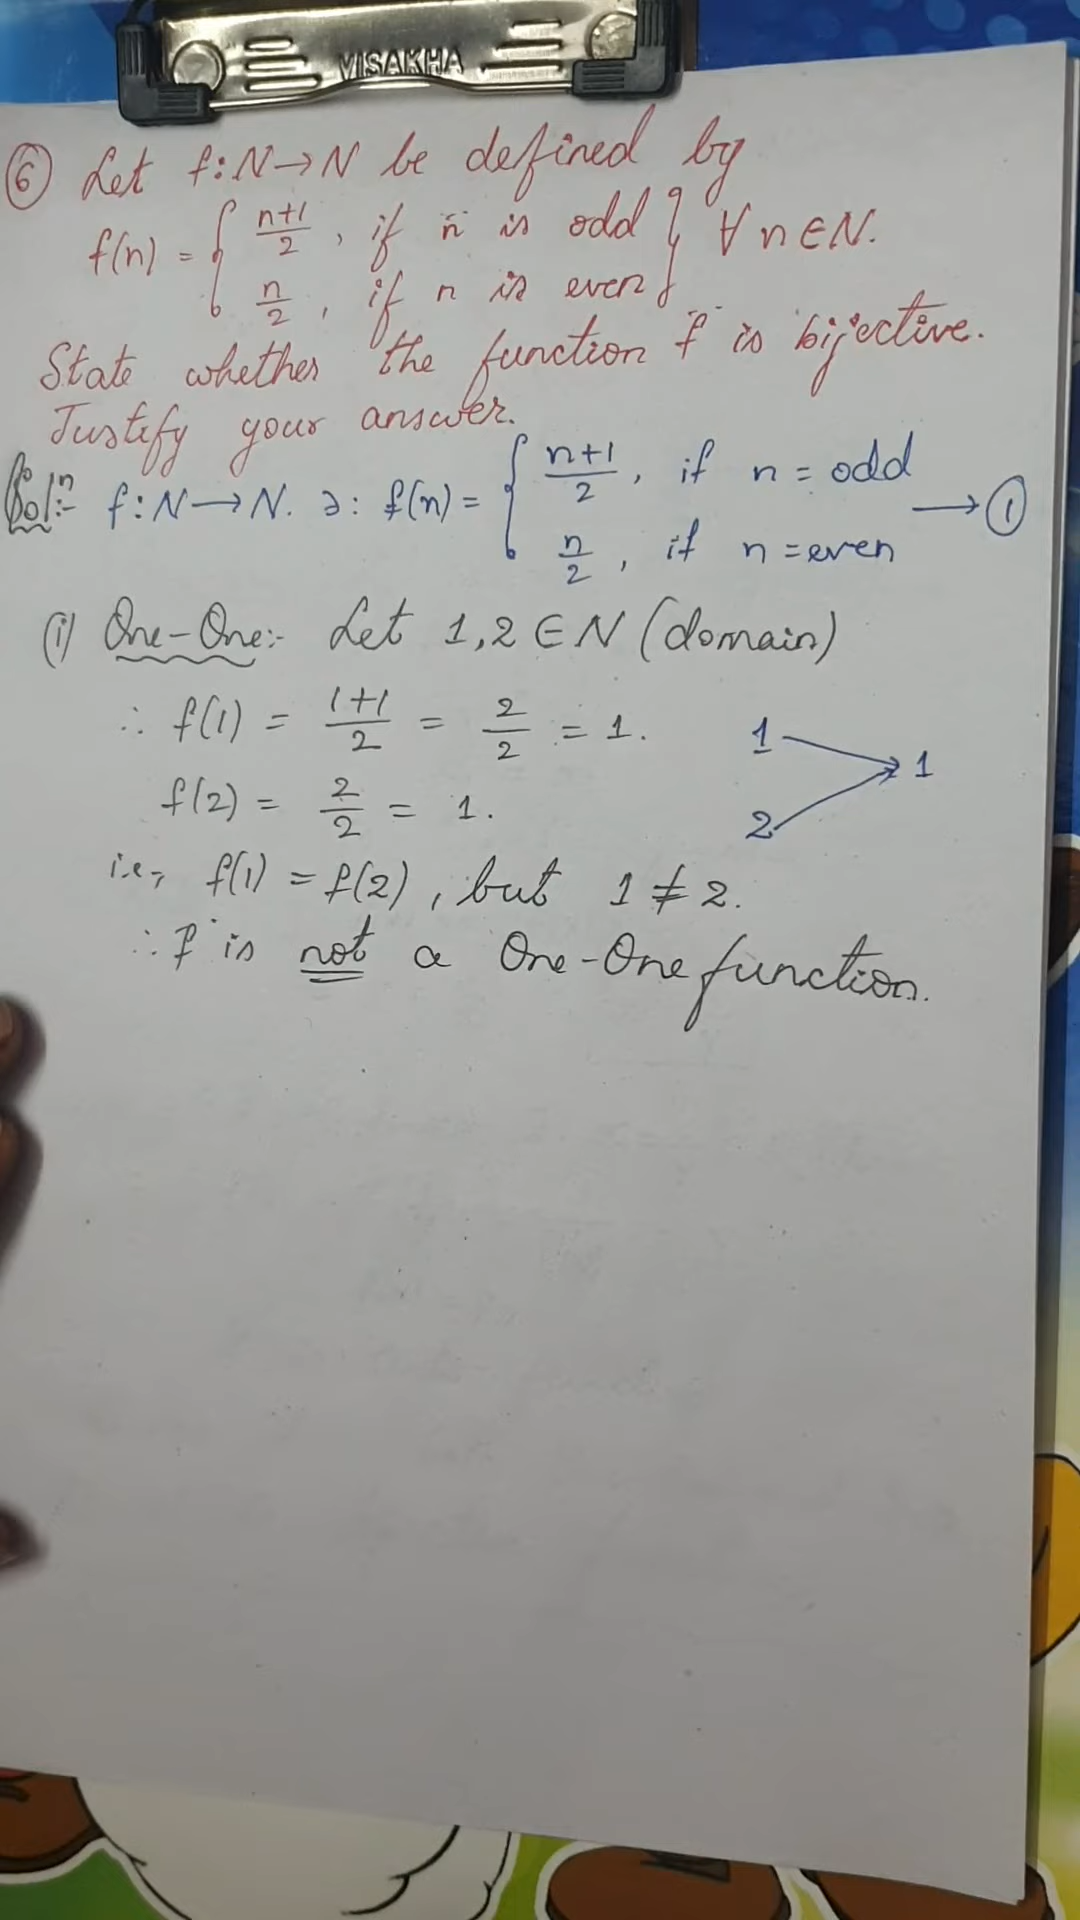 VISAKHA
⑥ Let f:N→N be defined by
f(n) = { n+1/2 , if n is odd } ∀ n∈N.
n/2 , if n is even
State whether the function f is bijective.
Justify your answer.
Solⁿ:- f:N→N. ∋: f(n) = { n+1/2 , if n = odd → ①
n/2 , if n = even
(i) One-One:- Let 1,2 ∈ N (domain)
∴ f(1) = 1+1/2 = 2/2 = 1.
1
2
1
f(2) = 2/2 = 1.
i.e., f(1) = f(2), but 1 ≠ 2.
∴ f is not a One-One function.